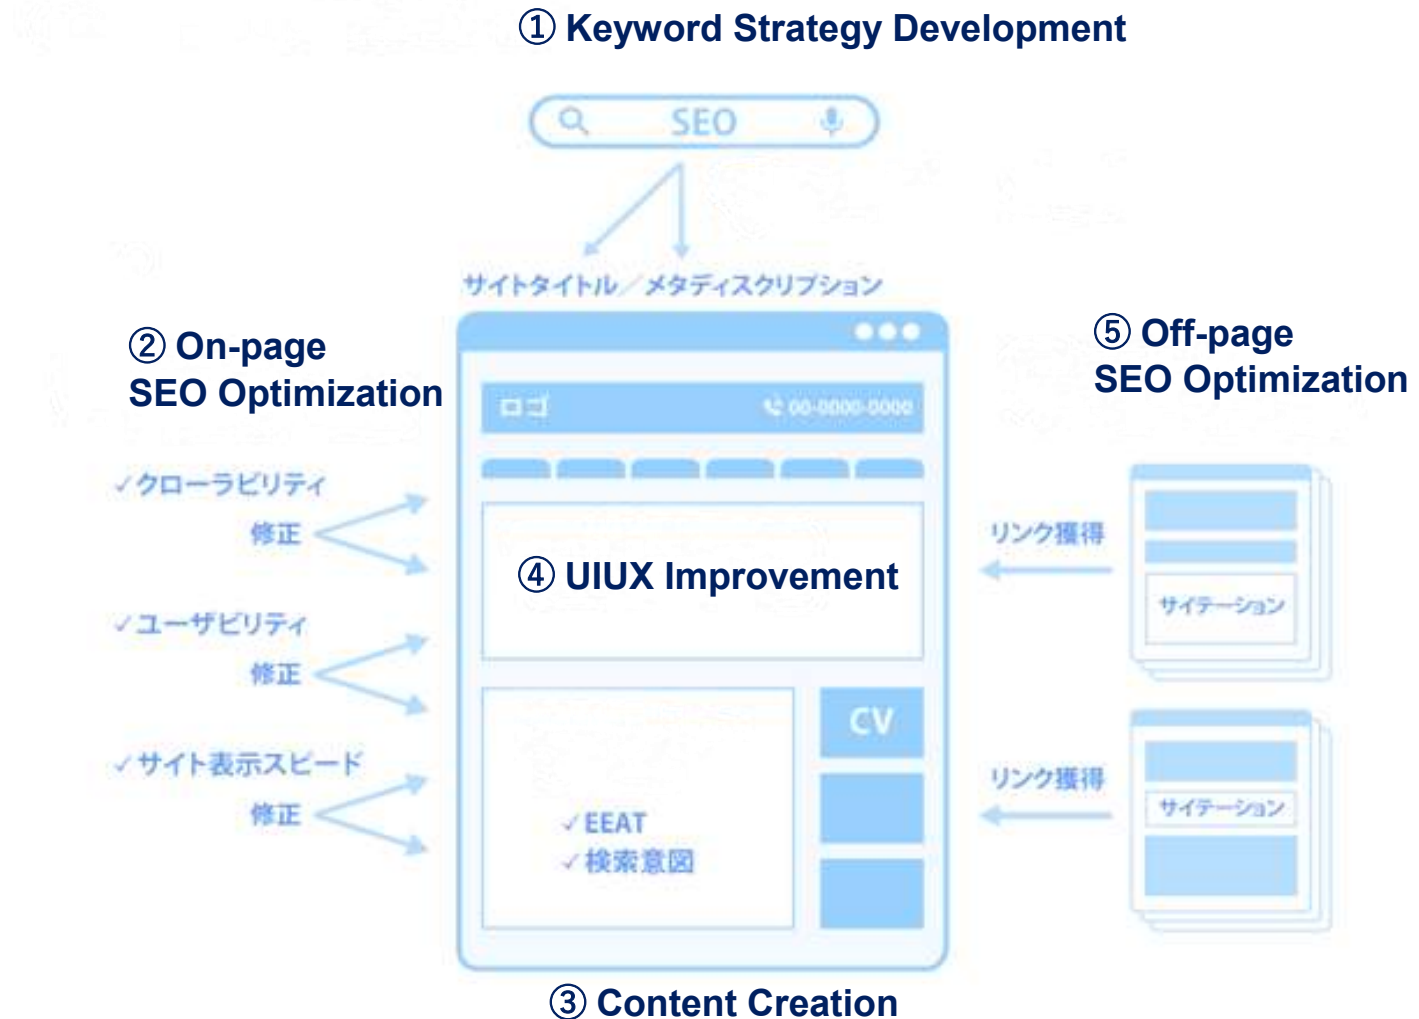 ① Keyword Strategy Development
SEO
サイトタイトル／メタディスクリプション
② On-page
SEO Optimization
✓クローラビリティ
修正
✓ユーザビリティ
修正
✓サイト表示スピード
修正
ロゴ
00-0000-0000
④ UIUX Improvement
CV
✓EEAT
✓検索意図
③ Content Creation
⑤ Off-page
SEO Optimization
リンク獲得
サイテーション
リンク獲得
サイテーション